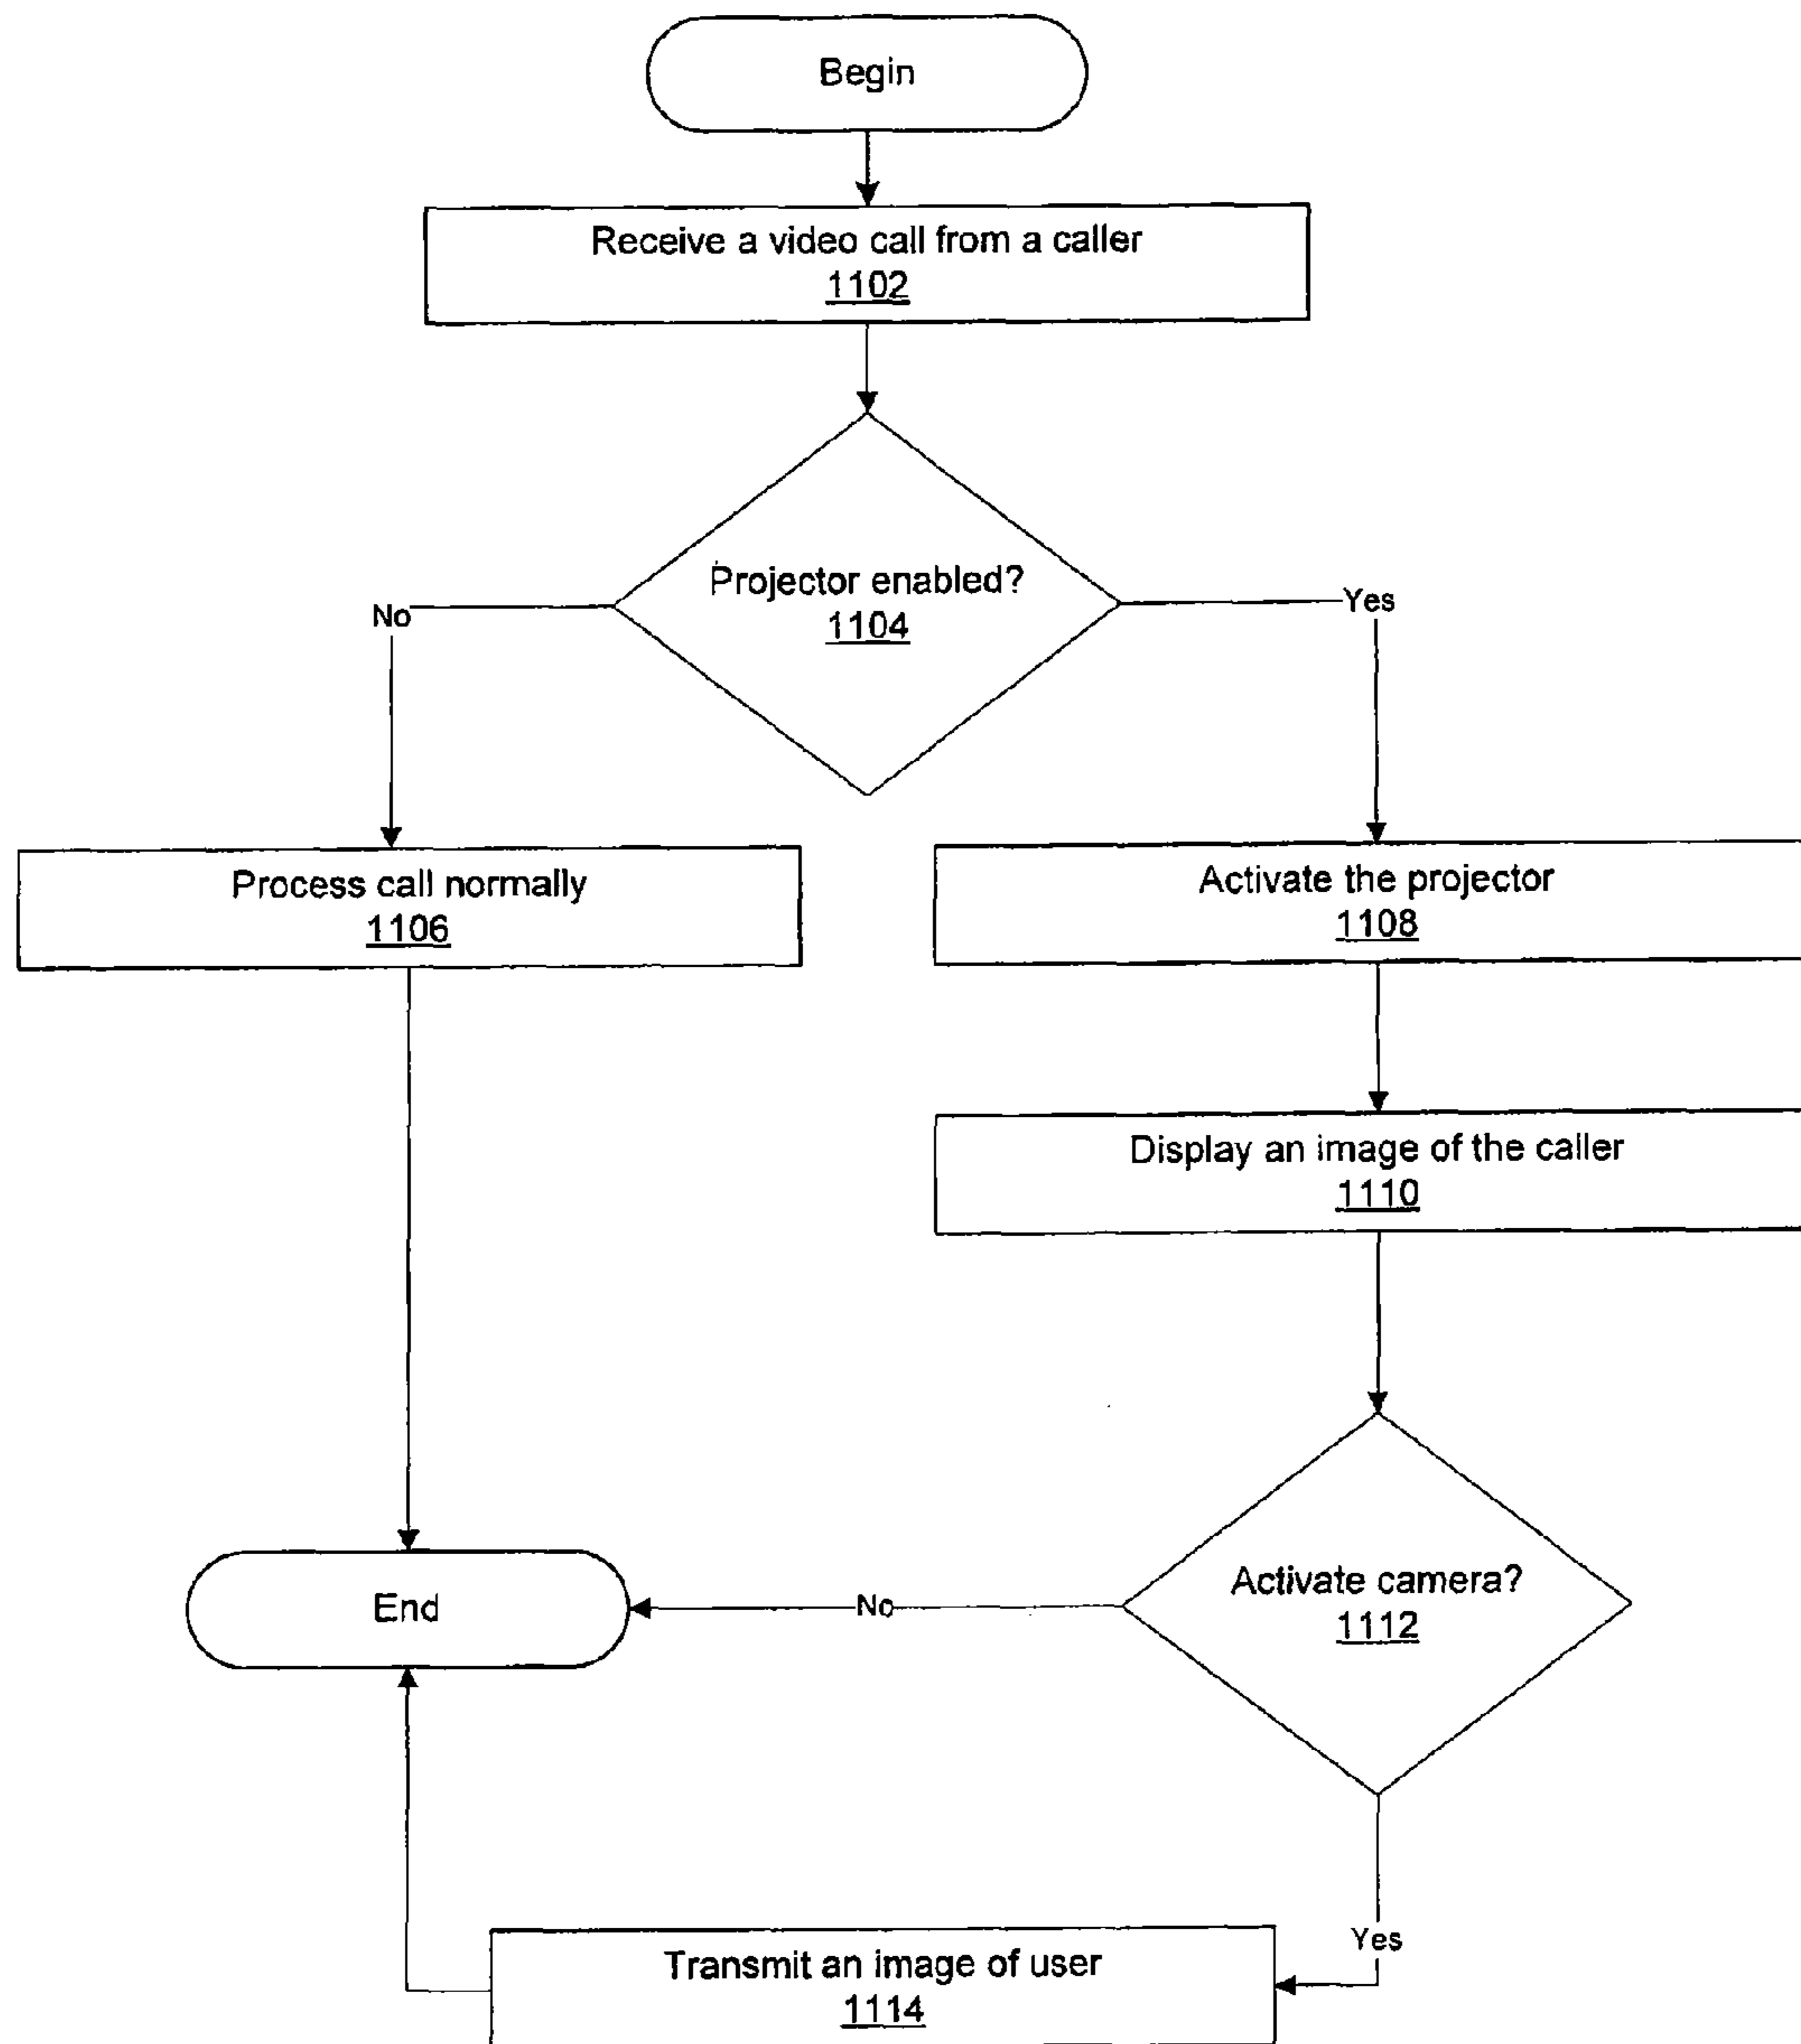 Begin
Receive a video call from a caller
1102
Projector enabled?
1104
No
Yes
Process call normally
1106
Activate the projector
1108
Display an image of the caller
1110
Activate camera?
1112
End
No
Yes
Transmit an image of user
1114